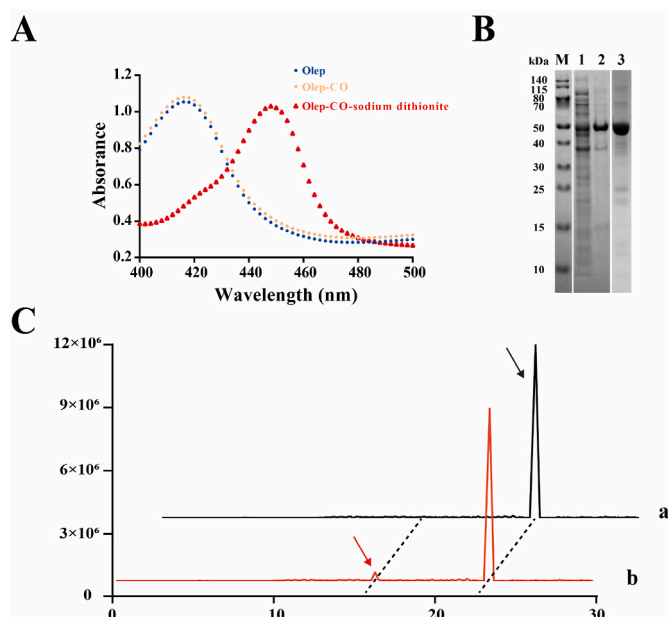 A
Olep
Olep-CO
Olep-CO-sodium dithionite
1.2
1.0
0.8
0.6
0.4
0.2
Absorance
400 420 440 460 480 500
Wavelength (nm)
B
kDa M 1 2 3
140
115
80
70
50
40
30
25
15
10
C
12×10⁶
9×10⁶
6×10⁶
3×10⁶
0
a
b
0 10 20 30